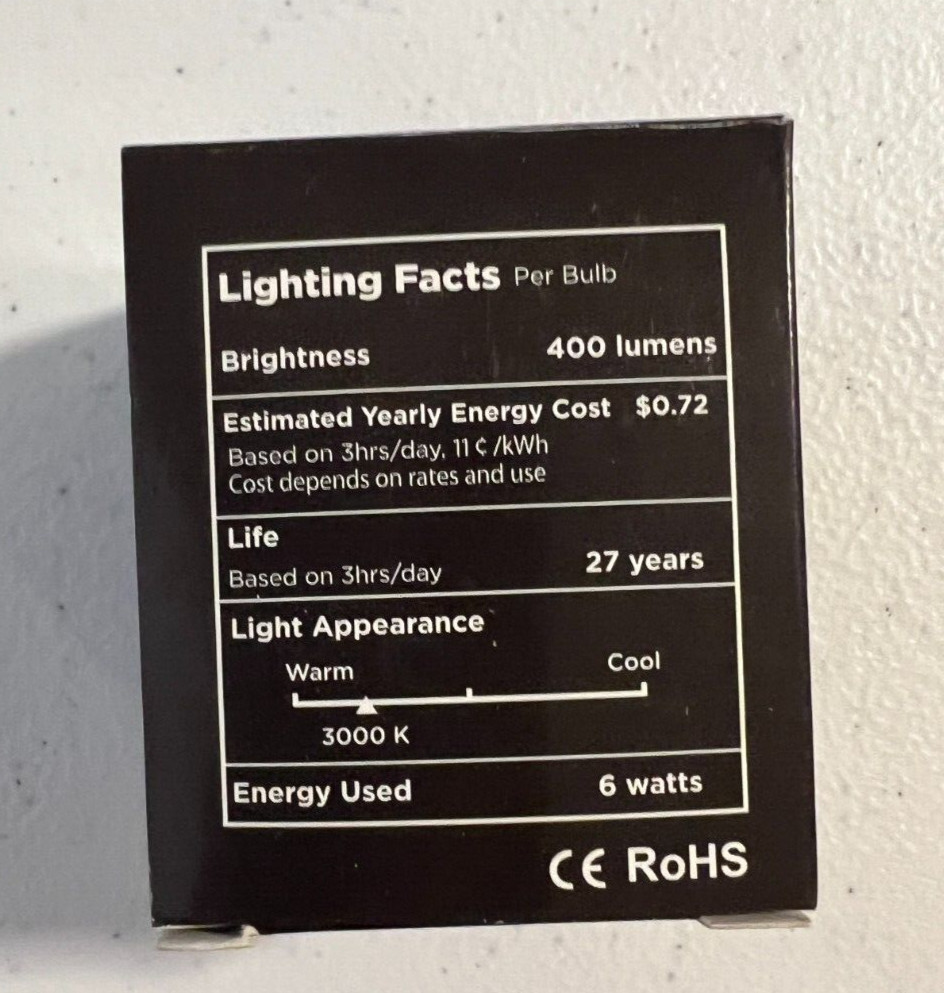 Lighting Facts Per Bulb
Brightness 400 lumens
Estimated Yearly Energy Cost $0.72
Based on 3hrs/day, 11 ¢ /kWh
Cost depends on rates and use
Life
Based on 3hrs/day 27 years
Light Appearance
Warm Cool
3000 K
Energy Used 6 watts
CE RoHS